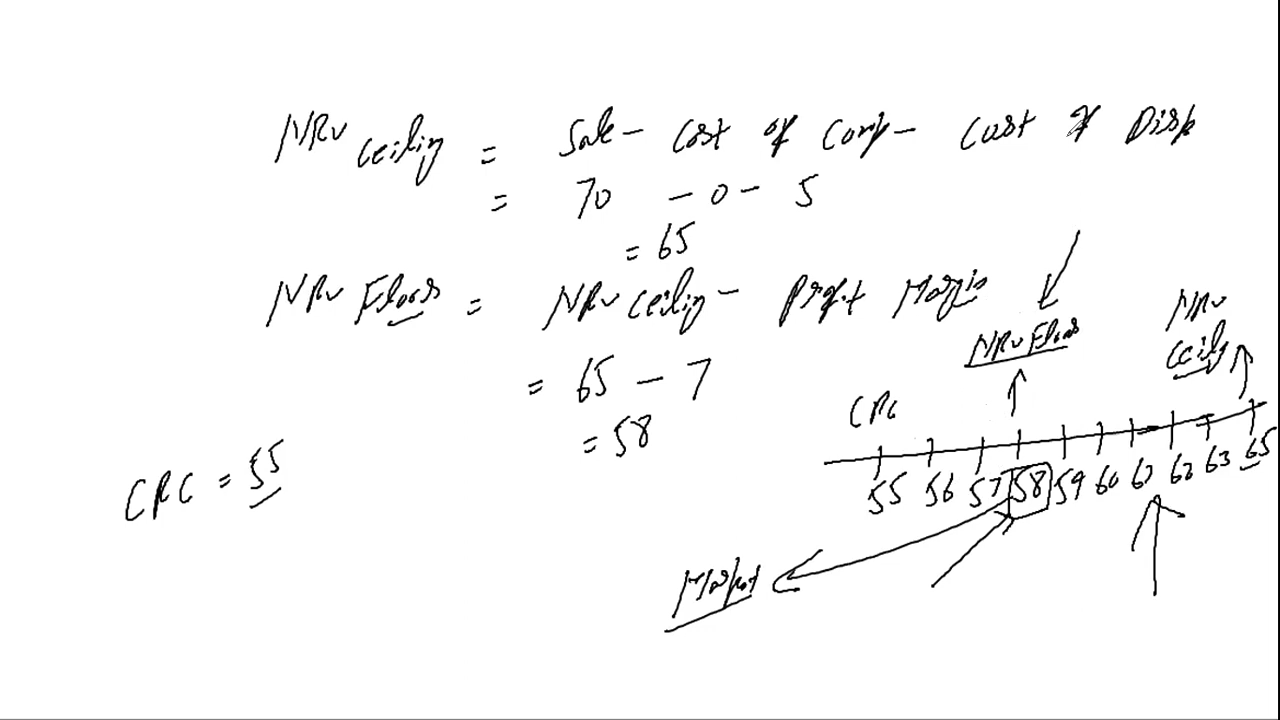 NRV ceiling = Sale - Cost of Comp - Cost of Disp
= 70 - 0 - 5
= 65
NRV Floor = NRV ceiling - Profit Margin
= 65 - 7
= 58
CRC = 55
NRV Floor
NRV
Ceiling
CRC
55 56 57 58 59 60 61 62 63 65
Market